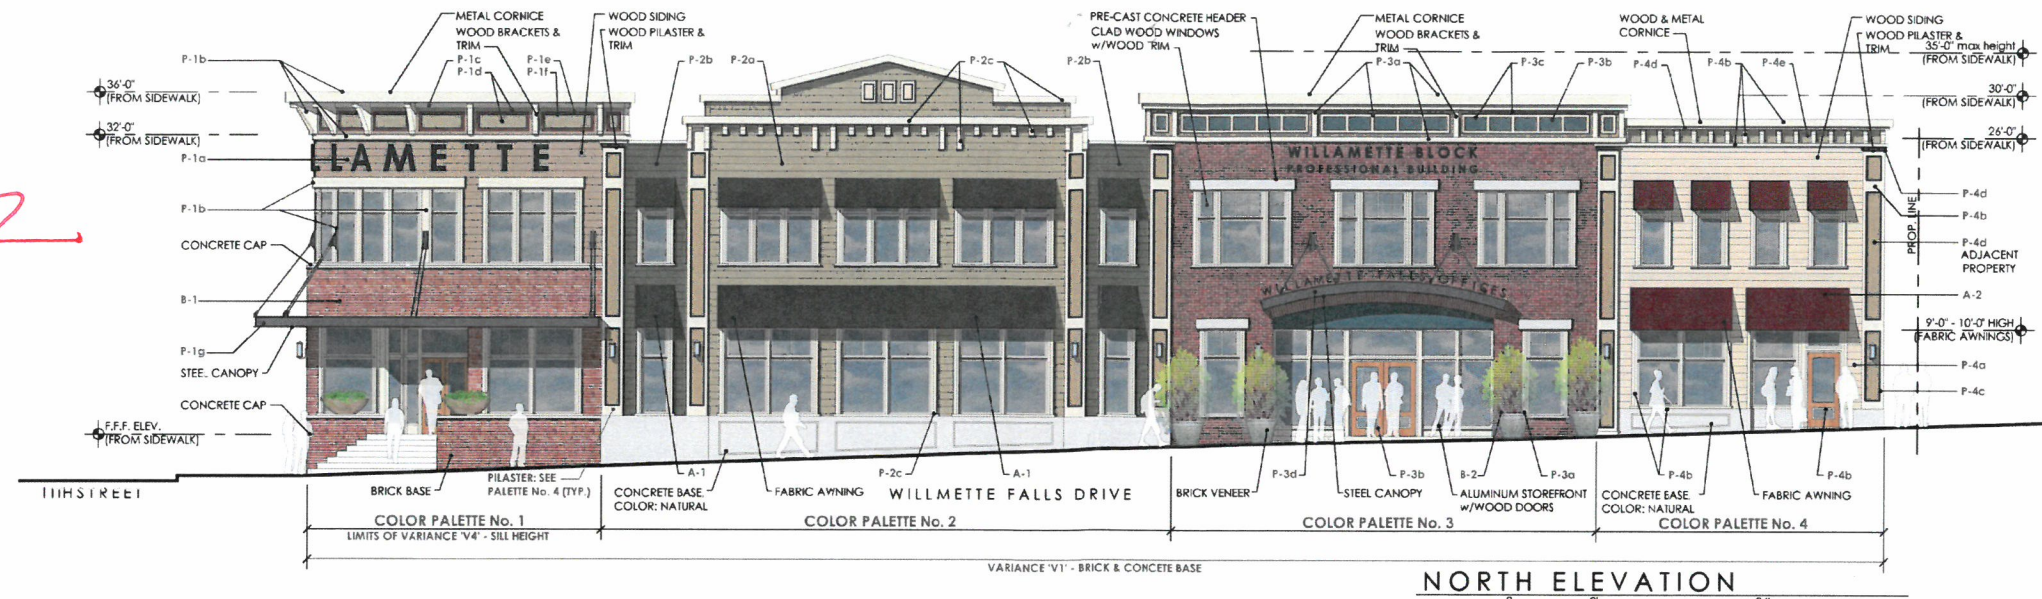 METAL CORNICE
WOOD BRACKETS &
TRIM
P-1b
P-1c
P-1d
P-1e
P-1f
WOOD SIDING
WOOD PILASTER &
TRIM
P-2b
P-2a
P-2c
P-2b
PRE-CAST CONCRETE HEADER
CLAD WOOD WINDOWS
W/WOOD TRIM
METAL CORNICE
WOOD BRACKETS &
TRIM
P-3a
P-3c
P-3b
WOOD & METAL
CORNICE
P-4d
P-4b
P-4e
WOOD SIDING
WOOD PILASTER &
TRIM
35'-0" max height
(FROM SIDEWALK)
36'-0"
(FROM SIDEWALK)
30'-0"
(FROM SIDEWALK)
32'-0"
(FROM SIDEWALK)
26'-0"
(FROM SIDEWALK)
2
P-1a
LLAMETTE
WILLAMETTE BLOCK
PROFESSIONAL BUILDING
P-1b
CONCRETE CAP
P-4d
P-4b
PROP. LINE
P-4d
ADJACENT
PROPERTY
B-1
WILLAMETTE FALLS OFFICES
A-2
P-1g
9'-0" - 10'-0" HIGH
(FABRIC AWNINGS)
STEE. CANOPY
P-4a
P-4c
CONCRETE CAP
F.F.F. ELEV.
(FROM SIDEWALK)
11HSTREET
BRICK BASE
PILASTER: SEE
PALETTE No. 4 (TYP.)
A-1
CONCRETE BASE.
COLOR: NATURAL
FABRIC AWNING
P-2c
A-1
WILLMETTE FALLS DRIVE
BRICK VENEER
P-3d
STEEL CANOPY
P-3b
B-2
P-3a
ALUMINUM STOREFRONT
W/WOOD DOORS
P-4b
CONCRETE EASE.
COLOR: NATURAL
FABRIC AWNING
P-4b
COLOR PALETTE No. 1
COLOR PALETTE No. 2
COLOR PALETTE No. 3
COLOR PALETTE No. 4
LIMITS OF VARIANCE 'V4' - SILL HEIGHT
VARIANCE 'V1' - BRICK & CONCETE BASE
NORTH ELEVATION